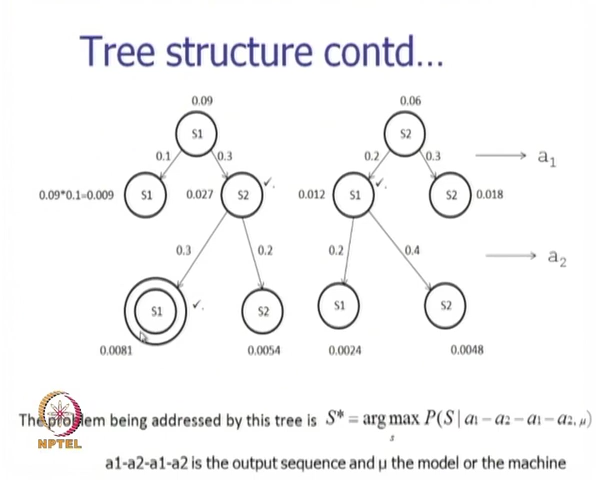 Tree structure contd...
0.09 0.06
S1 S2
0.1 0.3 0.2 0.3 a1
0.09*0.1=0.009 S1 0.027 S2 ✓. 0.012 S1 ✓. S2 0.018
0.3 0.2 0.2 0.4 a2
S1 ✓. S2 S1 S2
0.0081 0.0054 0.0024 0.0048
The problem being addressed by this tree is S* = arg max P(S | a1 – a2 – a1 – a2, μ)
s
NPTEL
a1-a2-a1-a2 is the output sequence and μ the model or the machine